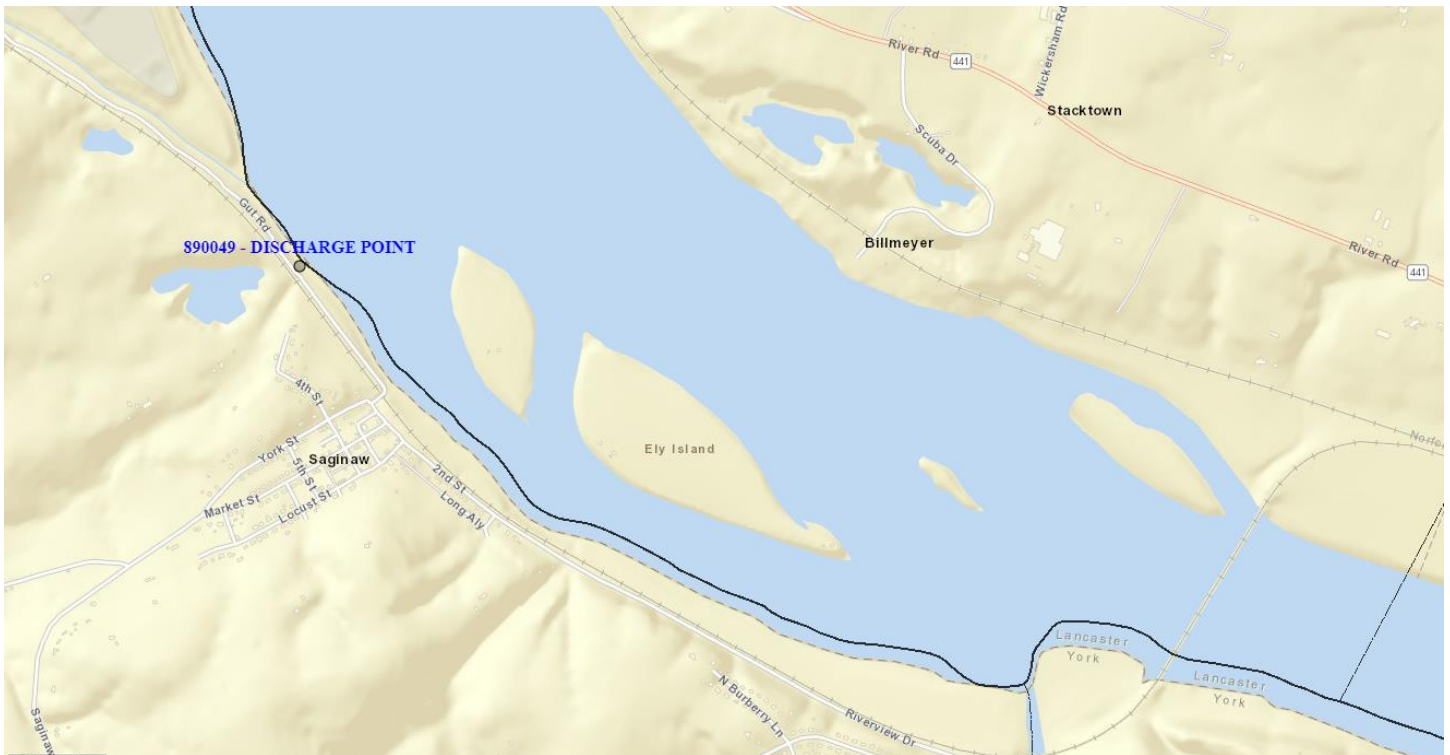 River Rd
441
Wickersham Rd
Stacktown
Scuba Dr
Gut Rd
890049 - DISCHARGE POINT
Billmeyer
River Rd
441
4th St
York St
Saginaw
5th St
Market St
Locust St
2nd St
Long Aly
Ely Island
Norfo
Lancaster
York
Lancaster
York
N Burberry Ln
Riverview Dr
Saginaw